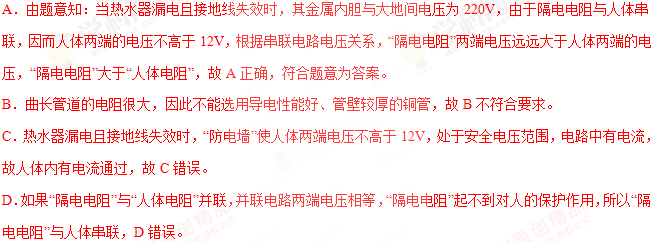 A．由题意知：当热水器漏电且接地线失效时，其金属内胆与大地间电压为 220V，由于隔电电阻与人体串
联，因而人体两端的电压不高于 12V，根据串联电路电压关系，“隔电电阻”两端电压远远大于人体两端的电
压，“隔电电阻”大于“人体电阻”，故 A 正确，符合题意为答案。
B．曲长管道的电阻很大，因此不能选用导电性能好、管壁较厚的铜管，故 B 不符合要求。
C．热水器漏电且接地线失效时，“防电墙”使人体两端电压不高于 12V，处于安全电压范围，电路中有电流，
故人体内有电流通过，故 C 错误。
D．如果“隔电电阻”与“人体电阻”并联，并联电路两端电压相等，“隔电电阻”起不到对人的保护作用，所以“隔
电电阻”与人体串联，D 错误。